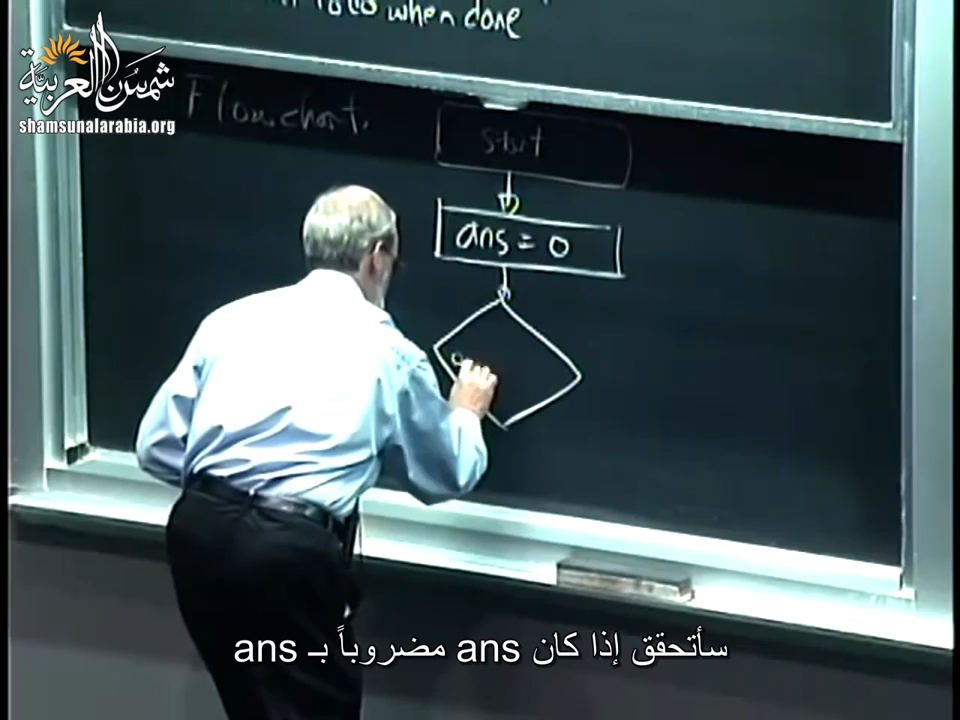 when done
شمس العربية
shamsunalarabia.org
Flowchart.
start
ans = 0
سأتحقق إذا كان ans مضروباً بـ ans